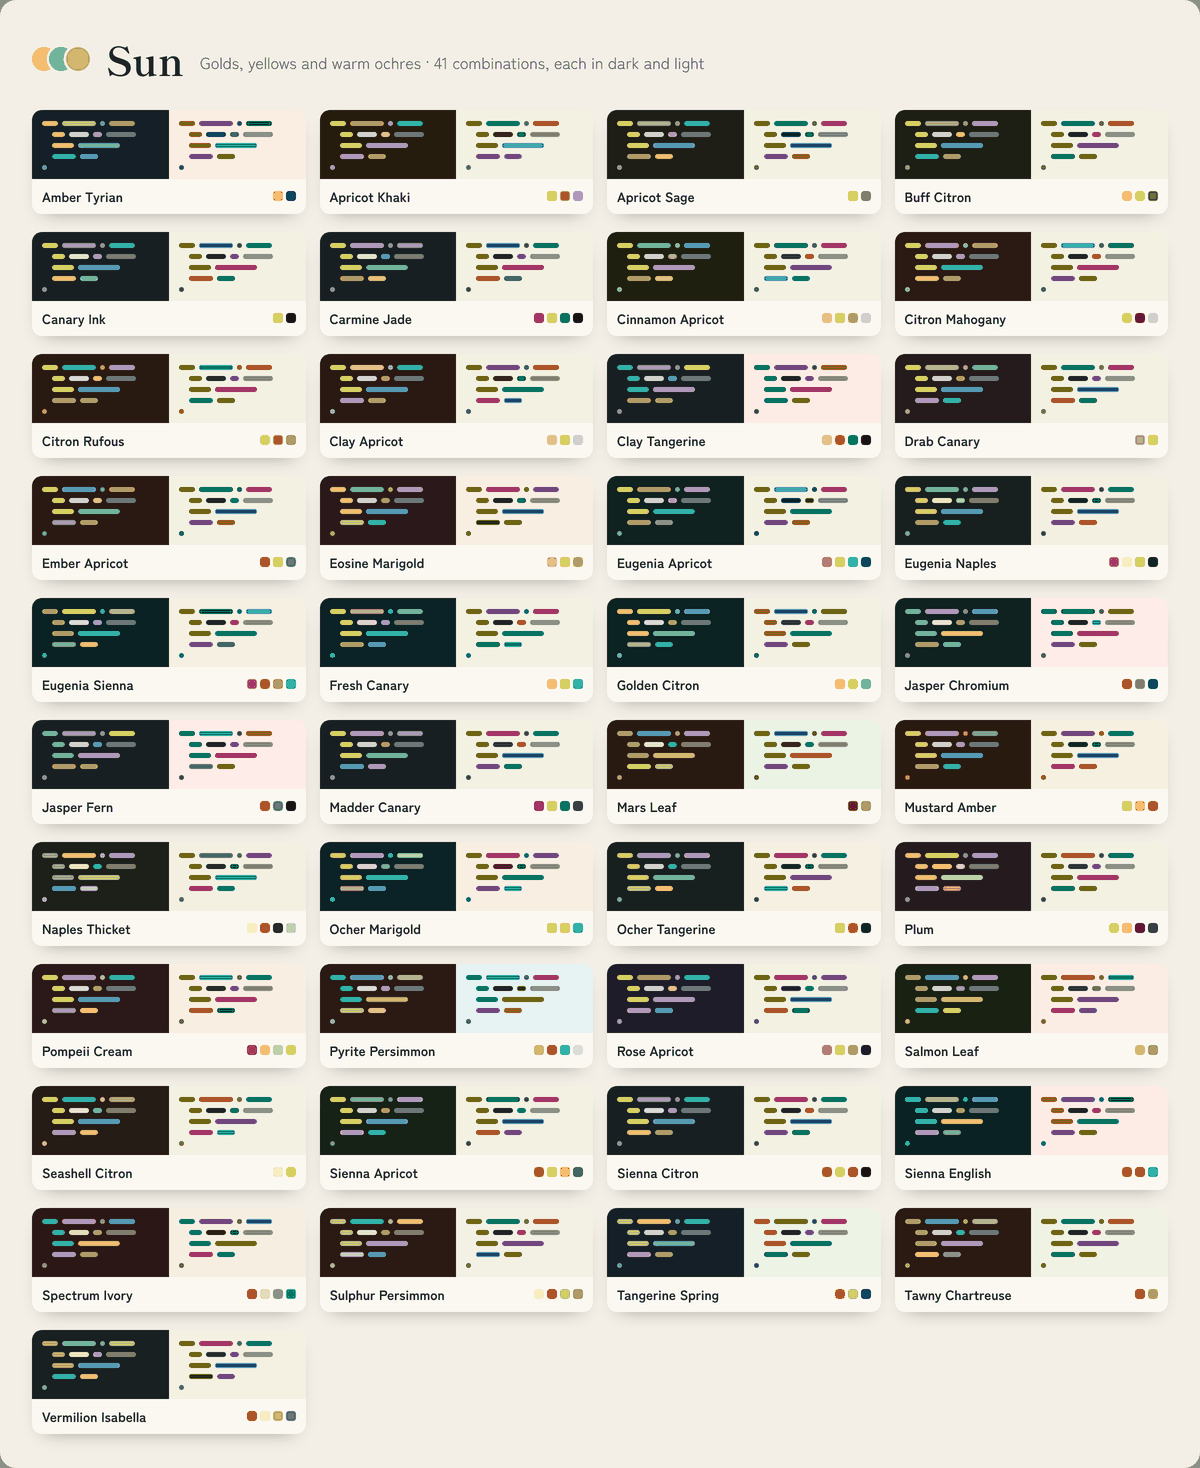 Sun
Golds, yellows and warm ochres · 41 combinations, each in dark and light
Amber Tyrian
Apricot Khaki
Apricot Sage
Buff Citron
Canary Ink
Carmine Jade
Cinnamon Apricot
Citron Mahogany
Citron Rufous
Clay Apricot
Clay Tangerine
Drab Canary
Ember Apricot
Eosine Marigold
Eugenia Apricot
Eugenia Naples
Eugenia Sienna
Fresh Canary
Golden Citron
Jasper Chromium
Jasper Fern
Madder Canary
Mars Leaf
Mustard Amber
Naples Thicket
Ocher Marigold
Ocher Tangerine
Plum
Pompeii Cream
Pyrite Persimmon
Rose Apricot
Salmon Leaf
Seashell Citron
Sienna Apricot
Sienna Citron
Sienna English
Spectrum Ivory
Sulphur Persimmon
Tangerine Spring
Tawny Chartreuse
Vermilion Isabella